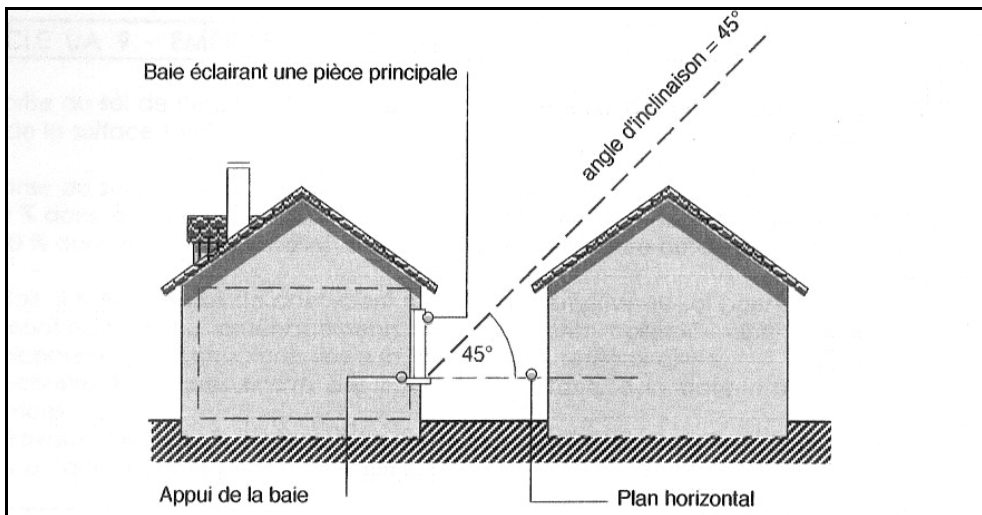 angle d'inclinaison = 45°
Baie éclairant une pièce principale
45°
Appui de la baie
Plan horizontal